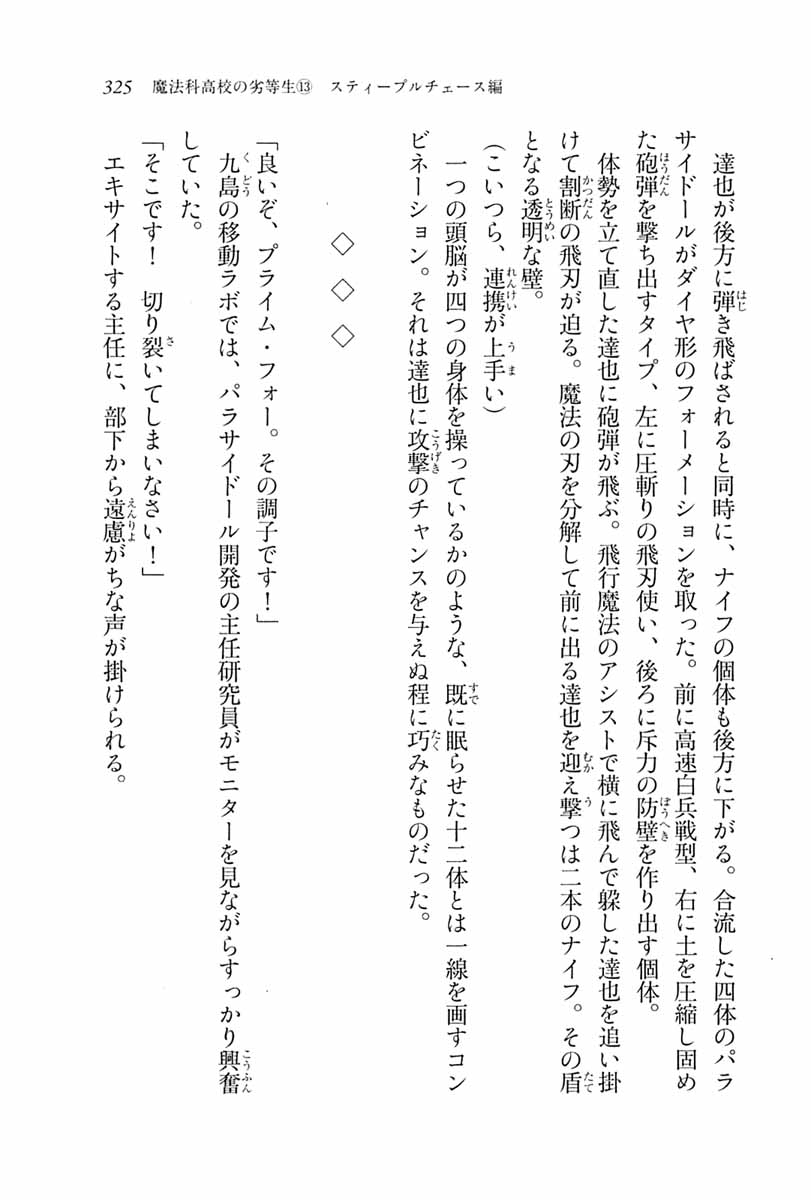 325　魔法科高校の劣等生⑬　スティープルチェース編
　達也が後方に弾き飛ばされると同時に、ナイフの個体も後方に下がる。合流した四体のパラ
サイドールがダイヤ形のフォーメーションを取った。前に高速白兵戦型、右に土を圧縮し固め
た砲弾を撃ち出すタイプ、左に圧斬りの飛刃使い、後ろに斥力の防壁を作り出す個体。
　体勢を立て直した達也に砲弾が飛ぶ。飛行魔法のアシストで横に飛んで躱した達也を追い掛
けて割断の飛刃が迫る。魔法の刃を分解して前に出る達也を迎え撃つは二本のナイフ。その盾
となる透明な壁。
（こいつら、連携が上手い）
　一つの頭脳が四つの身体を操っているかのような、既に眠らせた十二体とは一線を画すコン
ビネーション。それは達也に攻撃のチャンスを与えぬ程に巧みなものだった。
◇　◇　◇
「良いぞ、プライム・フォー。その調子です！」
　九島の移動ラボでは、パラサイドール開発の主任研究員がモニターを見ながらすっかり興奮
していた。
「そこです！　切り裂いてしまいなさい！」
　エキサイトする主任に、部下から遠慮がちな声が掛けられる。